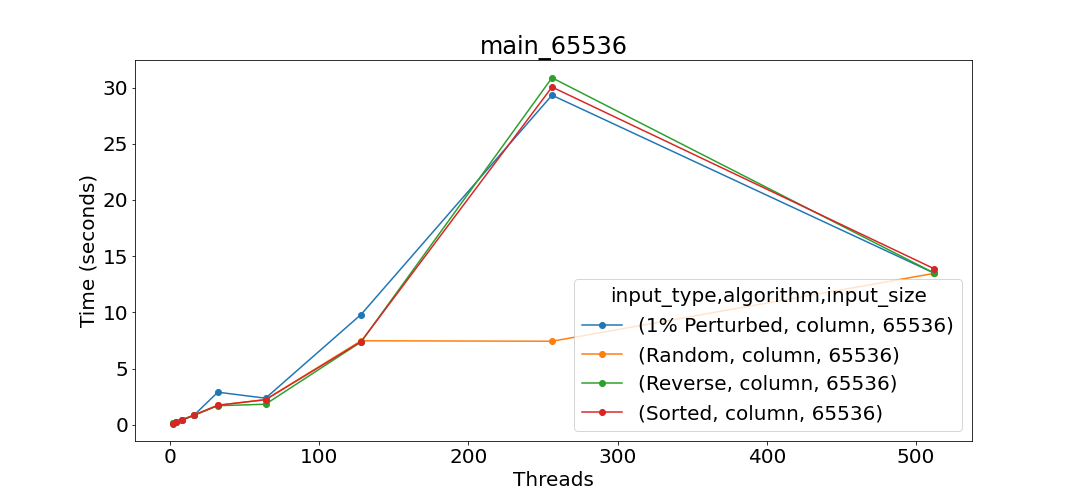 main_65536
30
25
20
15
10
5
0
Time (seconds)
input_type,algorithm,input_size
(1% Perturbed, column, 65536)
(Random, column, 65536)
(Reverse, column, 65536)
(Sorted, column, 65536)
0 100 200 300 400 500
Threads